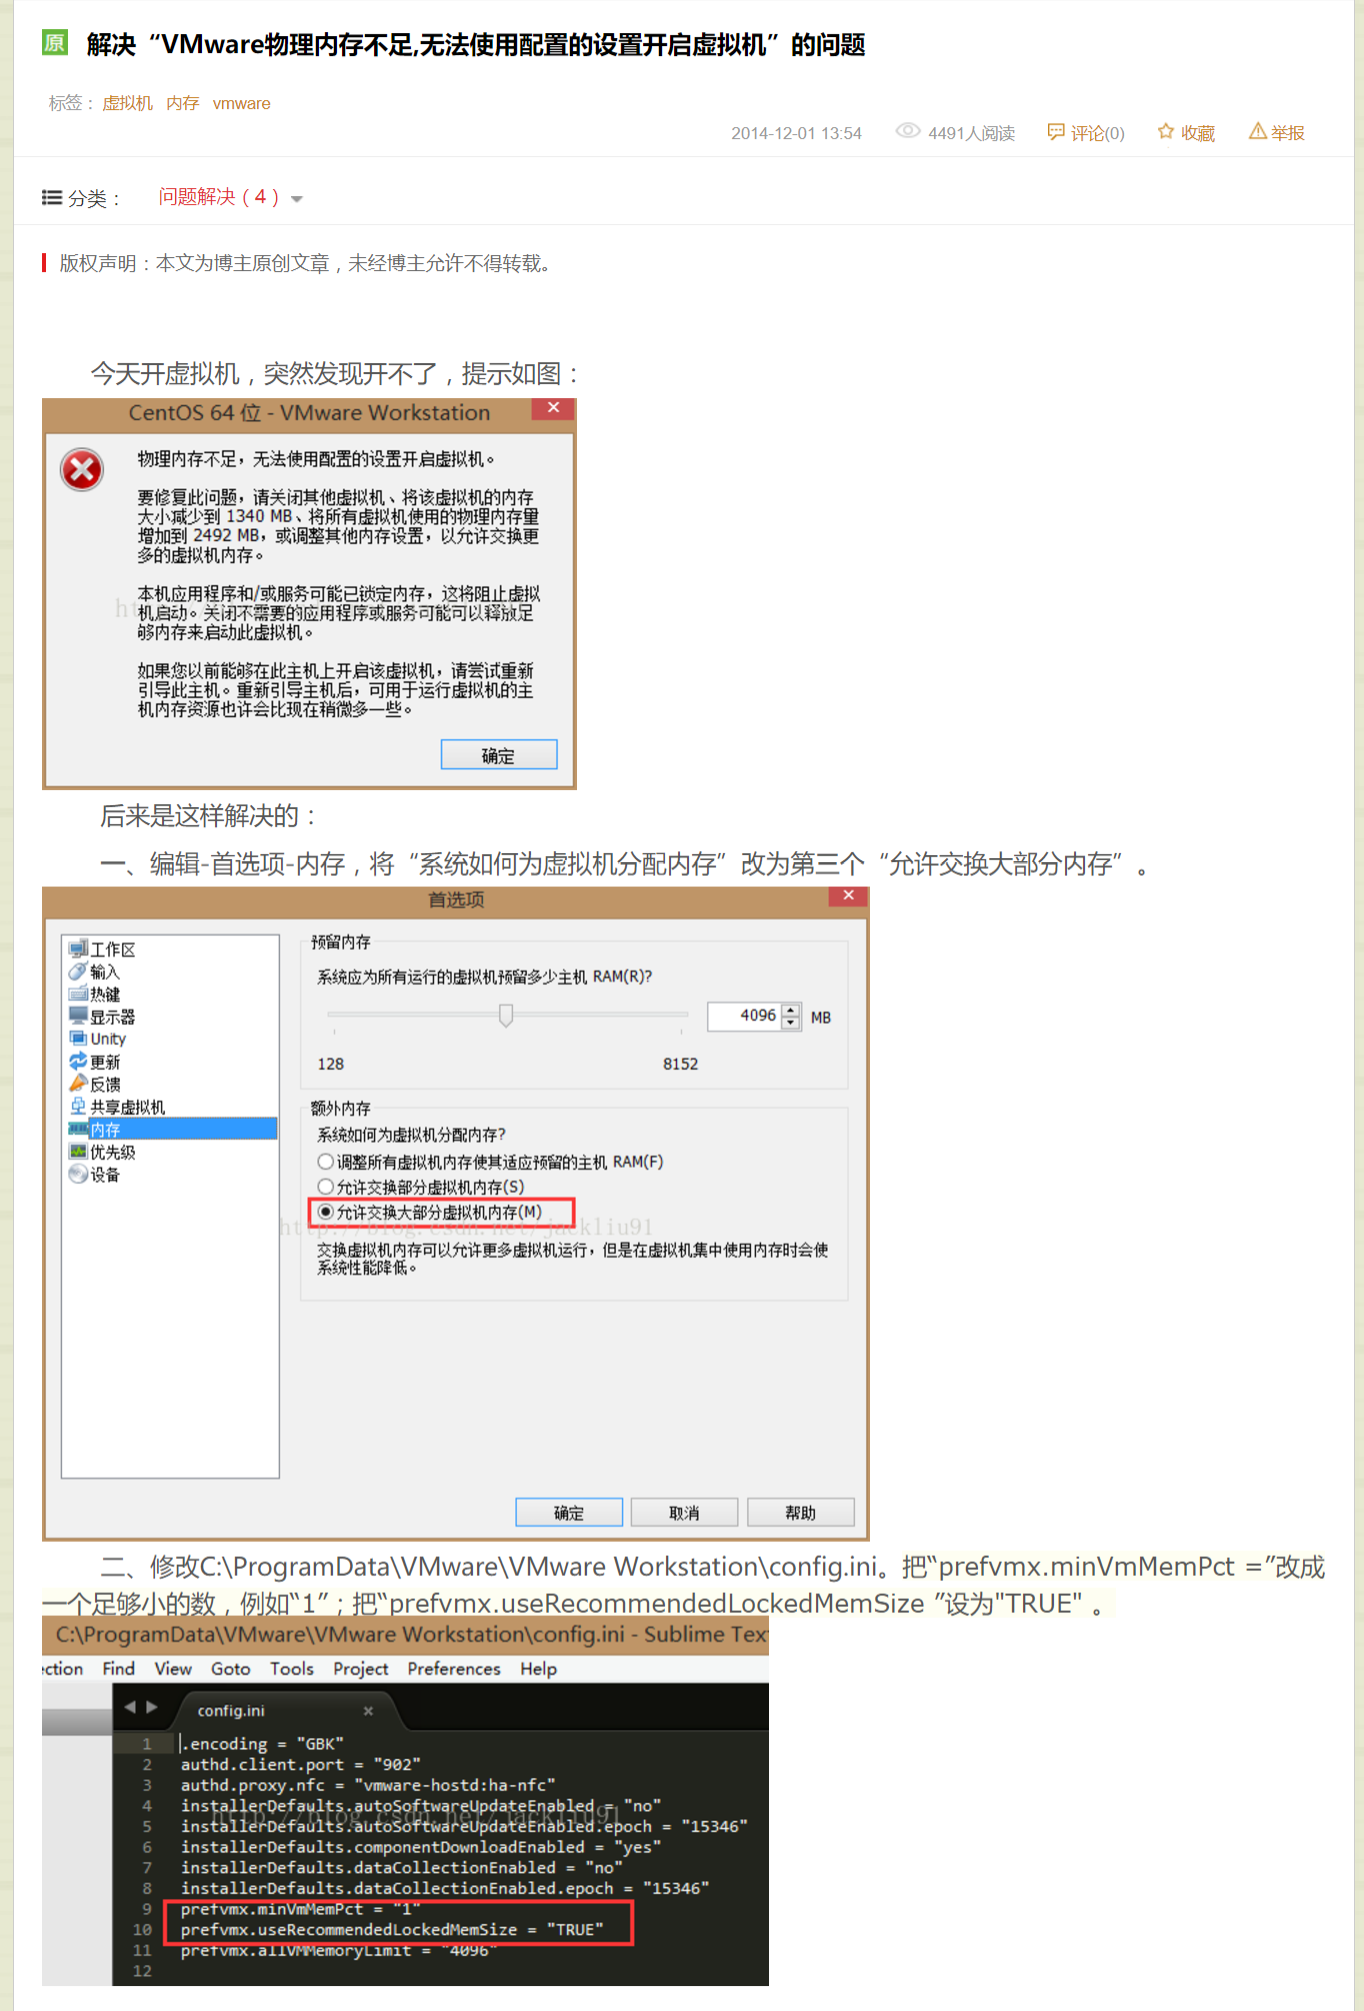 原 解决“VMware物理内存不足,无法使用配置的设置开启虚拟机”的问题
标签： 虚拟机 内存 vmware
2014-12-01 13:54 4491人阅读 评论(0) 收藏 举报
分类： 问题解决（4）
版权声明：本文为博主原创文章，未经博主允许不得转载。
今天开虚拟机，突然发现开不了，提示如图：
CentOS 64 位 - VMware Workstation
物理内存不足，无法使用配置的设置开启虚拟机。
要修复此问题，请关闭其他虚拟机、将该虚拟机的内存
大小减少到 1340 MB、将所有虚拟机使用的物理内存量
增加到 2492 MB，或调整其他内存设置，以允许交换更
多的虚拟机内存。
本机应用程序和/或服务可能已锁定内存，这将阻止虚拟
机启动。关闭不需要的应用程序或服务可能可以释放足
够内存来启动此虚拟机。
如果您以前能够在此主机上开启该虚拟机，请尝试重新
引导此主机。重新引导主机后，可用于运行虚拟机的主
机内存资源也许会比现在稍微多一些。
确定
后来是这样解决的：
一、编辑-首选项-内存，将“系统如何为虚拟机分配内存”改为第三个“允许交换大部分内存”。
首选项
工作区
输入
热键
显示器
Unity
更新
反馈
共享虚拟机
内存
优先级
设备
预留内存
系统应为所有运行的虚拟机预留多少主机 RAM(R)?
4096 MB
128 8152
额外内存
系统如何为虚拟机分配内存?
调整所有虚拟机内存使其适应预留的主机 RAM(F)
允许交换部分虚拟机内存(S)
允许交换大部分虚拟机内存(M)
http://blog.csdn.net/jackliu91
交换虚拟机内存可以允许更多虚拟机运行，但是在虚拟机集中使用内存时会使
系统性能降低。
确定 取消 帮助
二、修改C:\ProgramData\VMware\VMware Workstation\config.ini。把“prefvmx.minVmMemPct =”改成
一个足够小的数，例如“1”；把“prefvmx.useRecommendedLockedMemSize ”设为"TRUE" 。
C:\ProgramData\VMware\VMware Workstation\config.ini - Sublime Tex
ection Find View Goto Tools Project Preferences Help
config.ini
1 .encoding = "GBK"
2 authd.client.port = "902"
3 authd.proxy.nfc = "vmware-hostd:ha-nfc"
4 installerDefaults.autoSoftwareUpdateEnabled = "no"
http://blog.csdn.net/jackliu91
5 installerDefaults.autoSoftwareUpdateEnabled.epoch = "15346"
6 installerDefaults.componentDownloadEnabled = "yes"
7 installerDefaults.dataCollectionEnabled = "no"
8 installerDefaults.dataCollectionEnabled.epoch = "15346"
9 prefvmx.minVmMemPct = "1"
10 prefvmx.useRecommendedLockedMemSize = "TRUE"
11 prefvmx.allVMMemoryLimit = "4096"
12